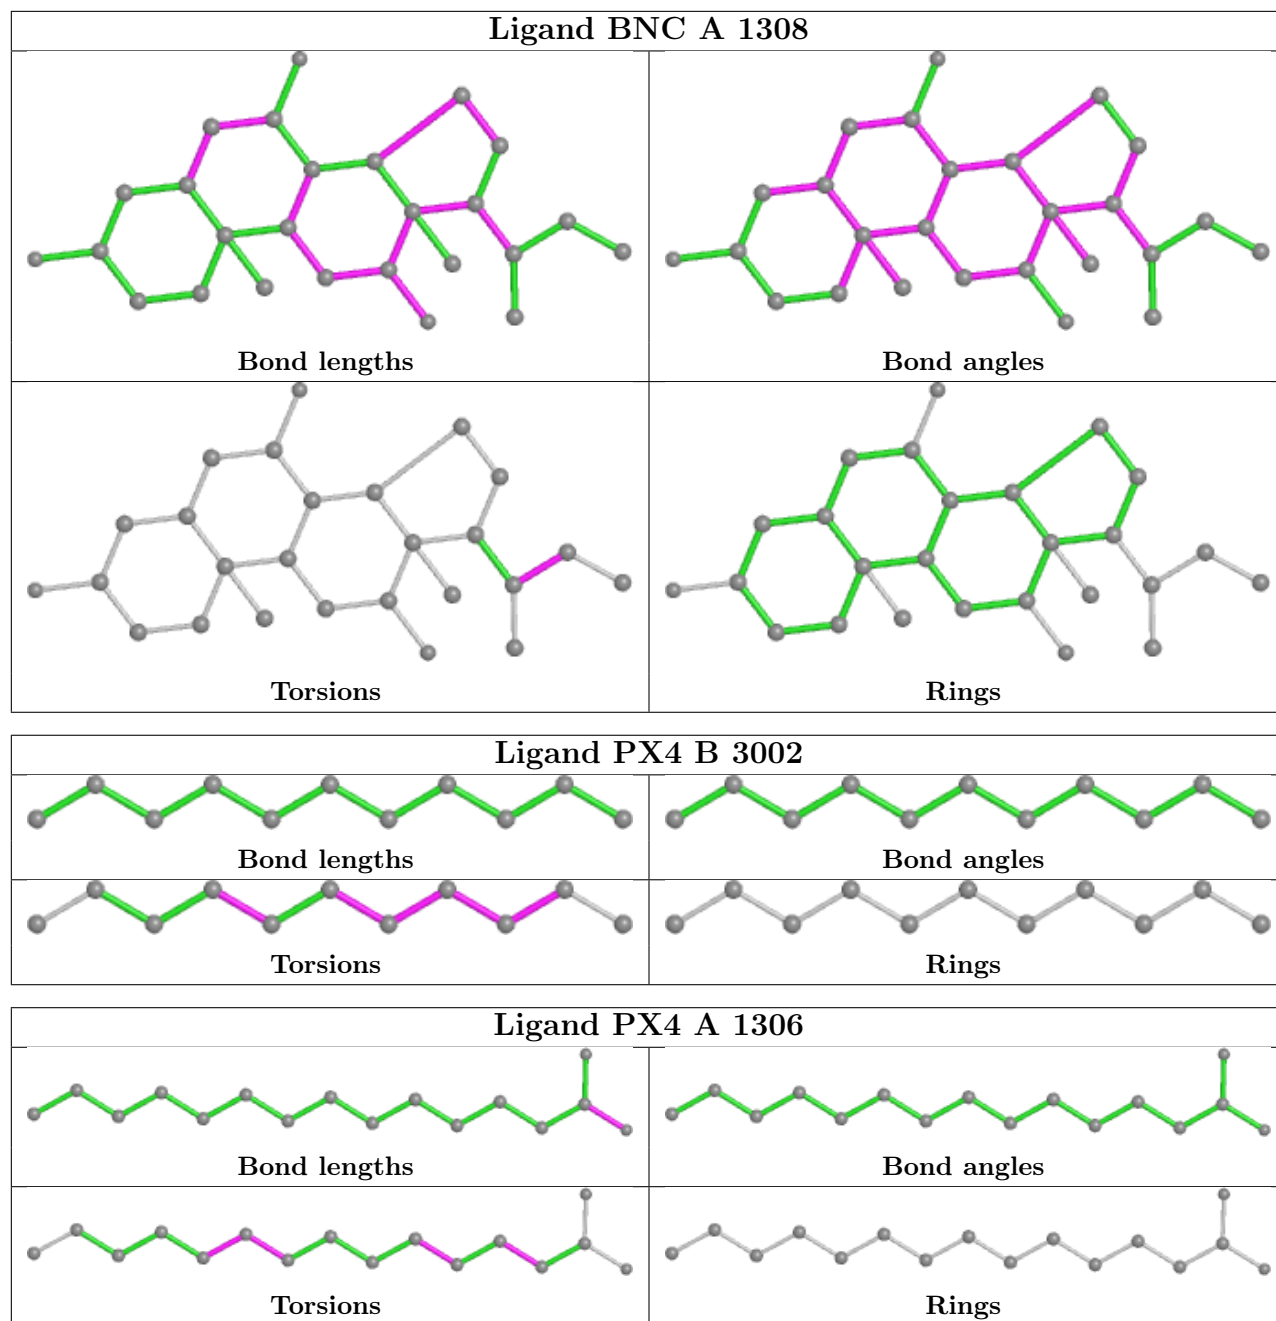 Ligand BNC A 1308
Bond lengths
Bond angles
Torsions
Rings
Ligand PX4 B 3002
Bond lengths
Bond angles
Torsions
Rings
Ligand PX4 A 1306
Bond lengths
Bond angles
Torsions
Rings